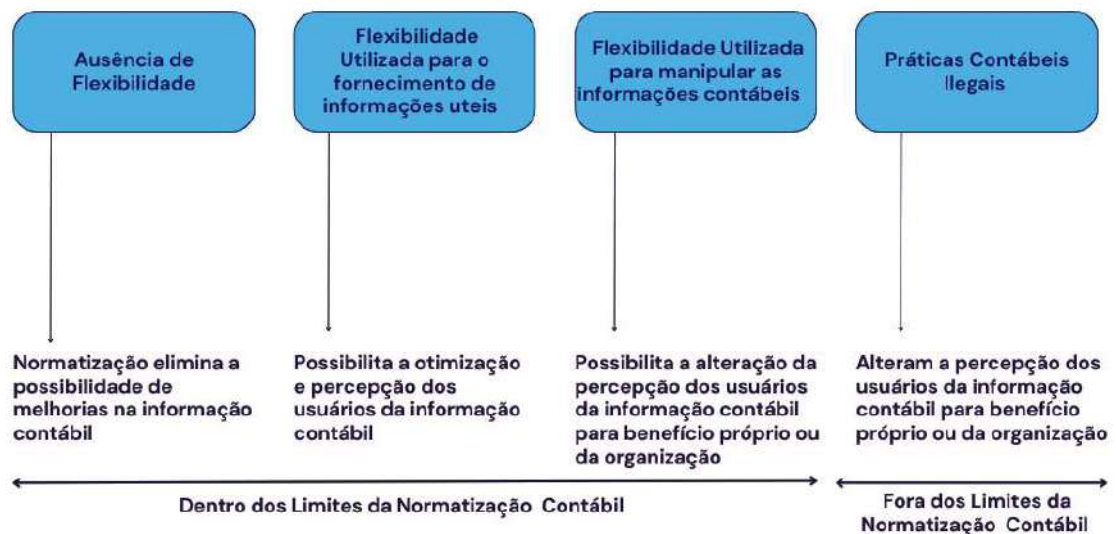 Ausência de
Flexibilidade
Flexibilidade
Utilizada para o
fornecimento de
informações uteis
Flexibilidade Utilizada
para manipular as
informações contábeis
Práticas Contábeis
Ilegais
Normatização elimina a
possibilidade de
melhorias na informação
contábil
Possibilita a otimização
e percepção dos
usuários da informação
contábil
Possibilita a alteração da
percepção dos usuários
da informação contábil
para benefício próprio ou
da organização
Alteram a percepção dos
usuários da informação
contábil para benefício
próprio ou da organização
Dentro dos Limites da Normatização Contábil
Fora dos Limites da
Normatização Contábil